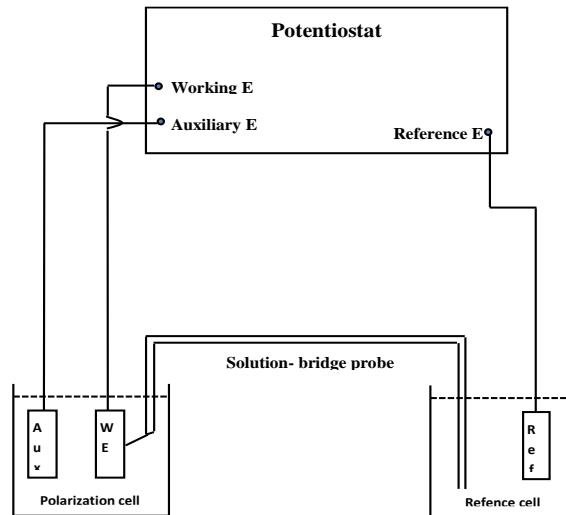 Potentiostat
Working E
Auxiliary E
Reference E
Solution- bridge probe
A
u
x
W
E
R
e
f
Polarization cell
Refence cell